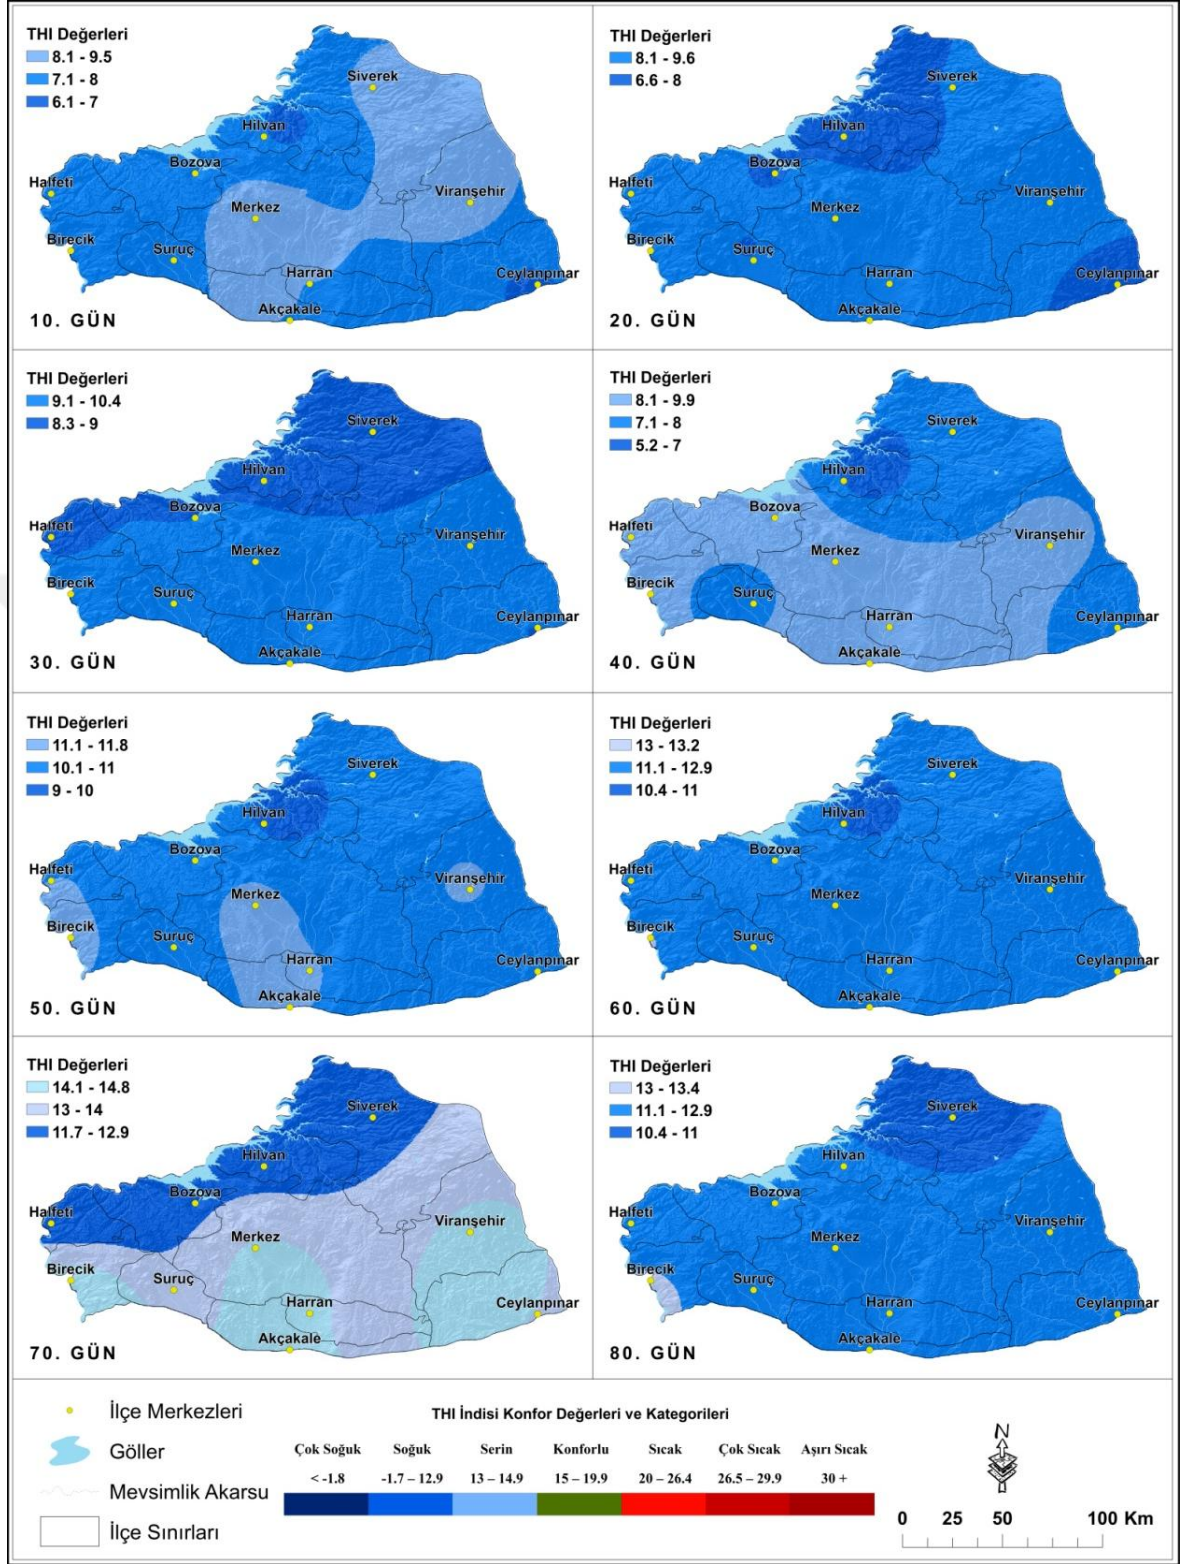 THI Değerleri
8.1 - 9.5
7.1 - 8
6.1 - 7
Siverek
Hilvan
Bozova
Halfeti
Viranşehir
Merkez
Birecik
Suruç
Harran
Ceylanpınar
Akçakale
10. GÜN
THI Değerleri
8.1 - 9.6
6.6 - 8
Siverek
Hilvan
Bozova
Halfeti
Viranşehir
Merkez
Birecik
Suruç
Harran
Ceylanpınar
Akçakale
20. GÜN
THI Değerleri
9.1 - 10.4
8.3 - 9
Siverek
Hilvan
Bozova
Halfeti
Viranşehir
Merkez
Birecik
Suruç
Harran
Ceylanpınar
Akçakale
30. GÜN
THI Değerleri
8.1 - 9.9
7.1 - 8
5.2 - 7
Siverek
Hilvan
Bozova
Halfeti
Viranşehir
Merkez
Birecik
Suruç
Harran
Ceylanpınar
Akçakale
40. GÜN
THI Değerleri
11.1 - 11.8
10.1 - 11
9 - 10
Siverek
Hilvan
Bozova
Halfeti
Viranşehir
Merkez
Birecik
Suruç
Harran
Ceylanpınar
Akçakale
50. GÜN
THI Değerleri
13 - 13.2
11.1 - 12.9
10.4 - 11
Siverek
Hilvan
Bozova
Halfeti
Viranşehir
Merkez
Birecik
Suruç
Harran
Ceylanpınar
Akçakale
60. GÜN
THI Değerleri
14.1 - 14.8
13 - 14
11.7 - 12.9
Siverek
Hilvan
Bozova
Halfeti
Viranşehir
Merkez
Birecik
Suruç
Harran
Ceylanpınar
Akçakale
70. GÜN
THI Değerleri
13 - 13.4
11.1 - 12.9
10.4 - 11
Siverek
Hilvan
Bozova
Halfeti
Viranşehir
Merkez
Birecik
Suruç
Harran
Ceylanpınar
Akçakale
80. GÜN
İlçe Merkezleri
Göller
Mevsimlik Akarsu
İlçe Sınırları
THI İndisi Konfor Değerleri ve Kategorileri
Çok Soğuk Soğuk Serin Konforlu Sıcak Çok Sıcak Aşırı Sıcak
< -1.8 -1.7 – 12.9 13 – 14.9 15 – 19.9 20 – 26.4 26.5 – 29.9 30 +
N
0 25 50 100 Km